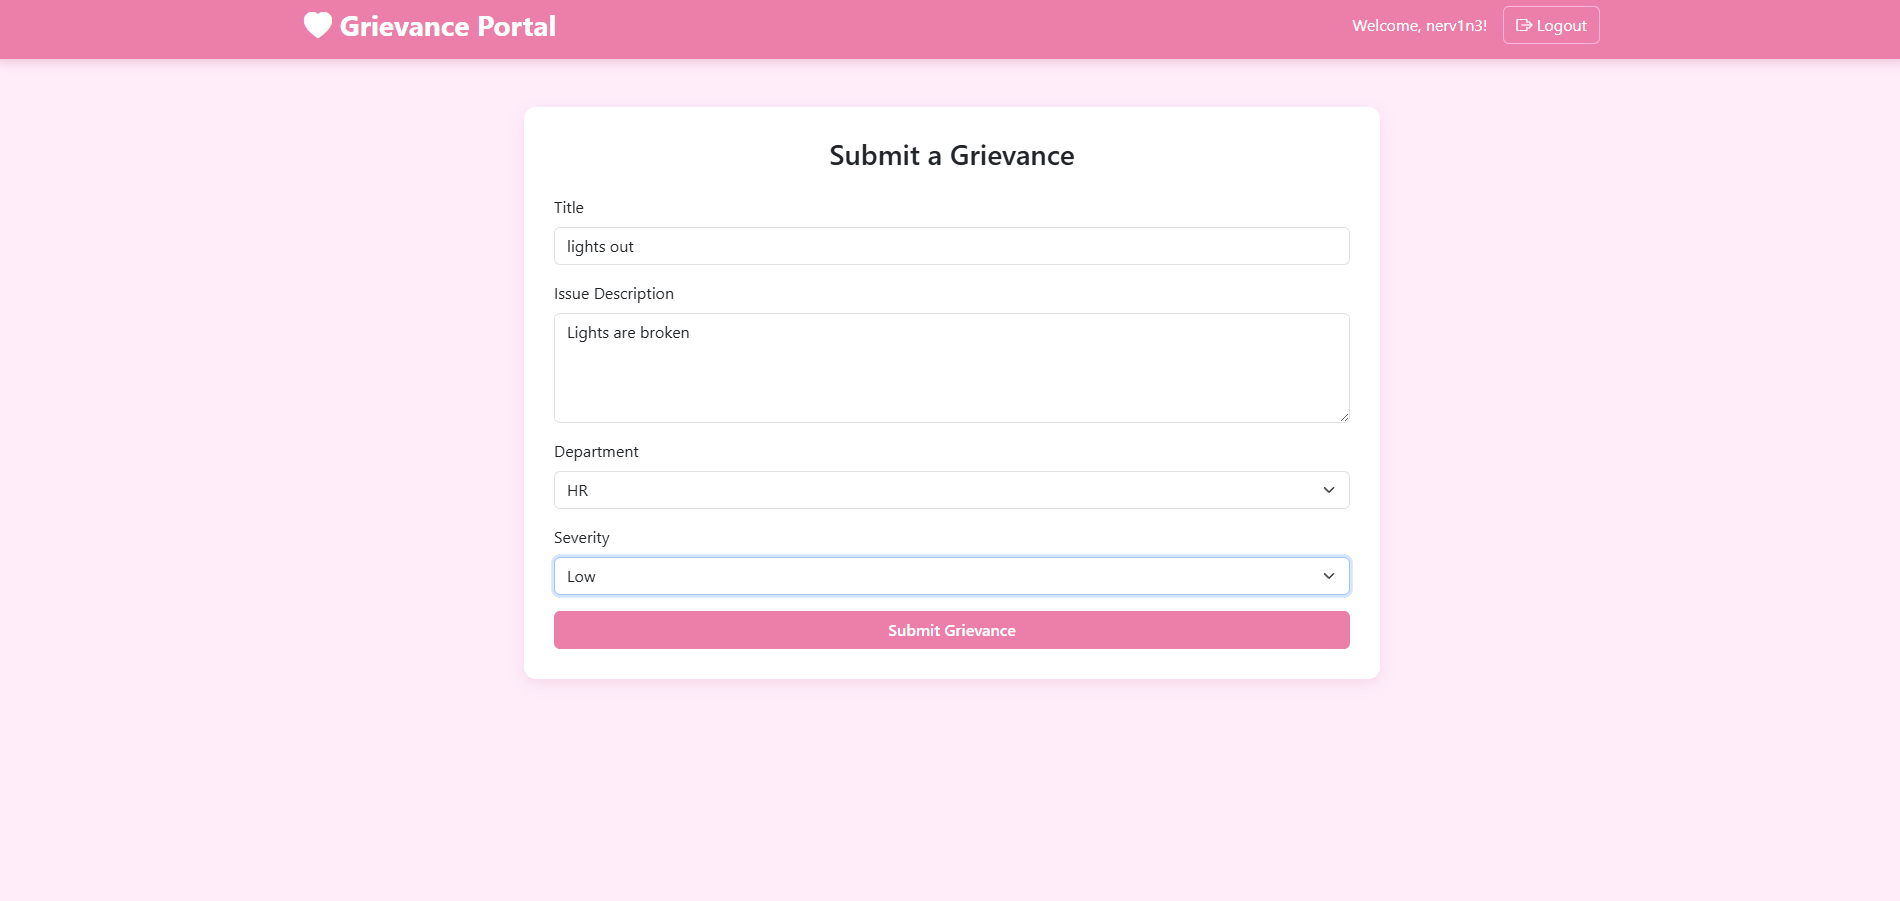 Grievance Portal
Welcome, nerv1n3!
Logout
Submit a Grievance
Title
lights out
Issue Description
Lights are broken
Department
HR
Severity
Low
Submit Grievance